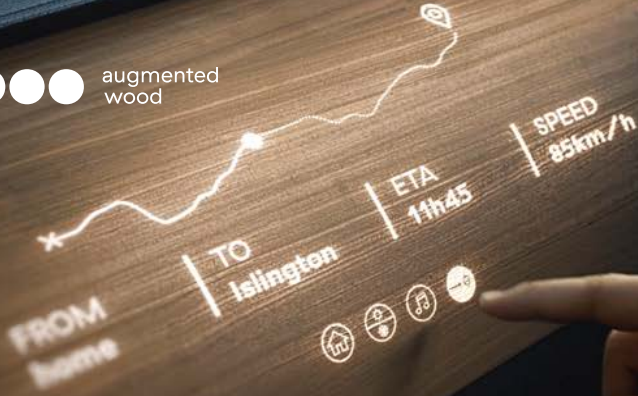 augmented
wood
FROM
home
TO
Islington
ETA
11h45
SPEED
85km/h